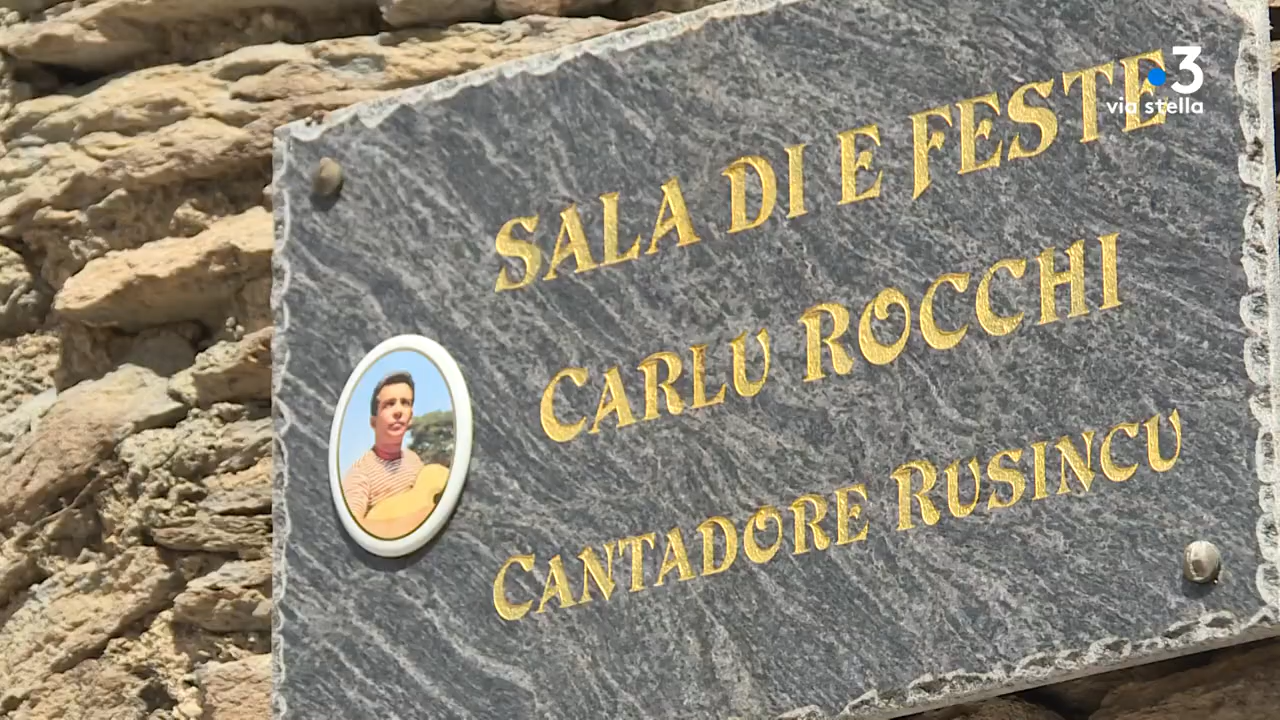 3
via stella
SALA DI E FESTE
CARLU ROCCHI
CANTADORE RUSINCU